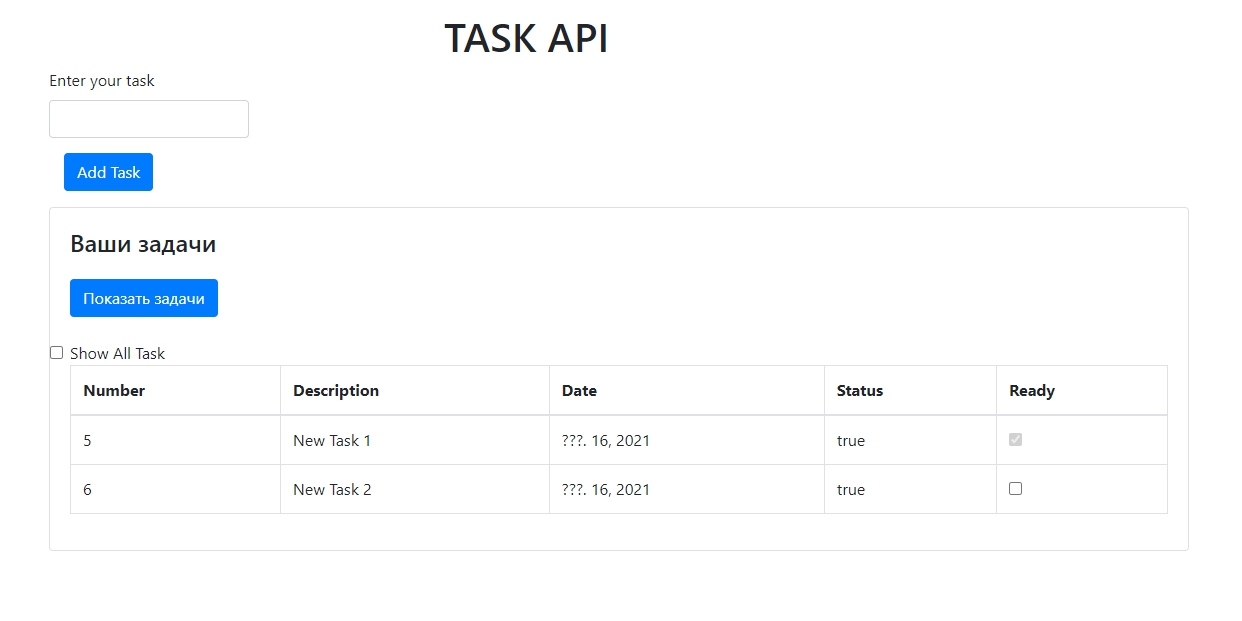 TASK API
Enter your task
Add Task
Ваши задачи
Показать задачи
Show All Task
Number Description Date Status Ready
5 New Task 1 ???. 16, 2021 true
6 New Task 2 ???. 16, 2021 true